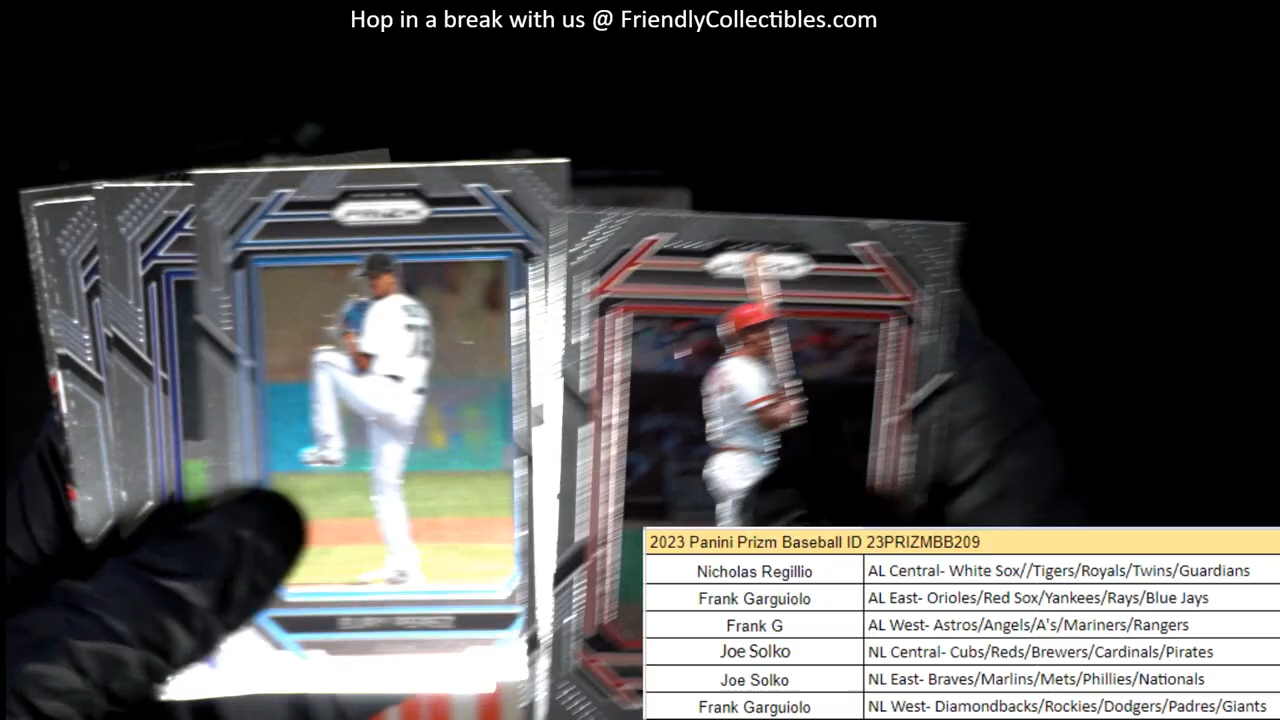 Hop in a break with us @ FriendlyCollectibles.com
PRIZM
2023 Panini Prizm Baseball ID 23PRIZMBB209
Nicholas Regillio AL Central- White Sox//Tigers/Royals/Twins/Guardians
Frank Garguiolo AL East- Orioles/Red Sox/Yankees/Rays/Blue Jays
Frank G AL West- Astros/Angels/A's/Mariners/Rangers
Joe Solko NL Central- Cubs/Reds/Brewers/Cardinals/Pirates
Joe Solko NL East- Braves/Marlins/Mets/Phillies/Nationals
Frank Garguiolo NL West- Diamondbacks/Rockies/Dodgers/Padres/Giants